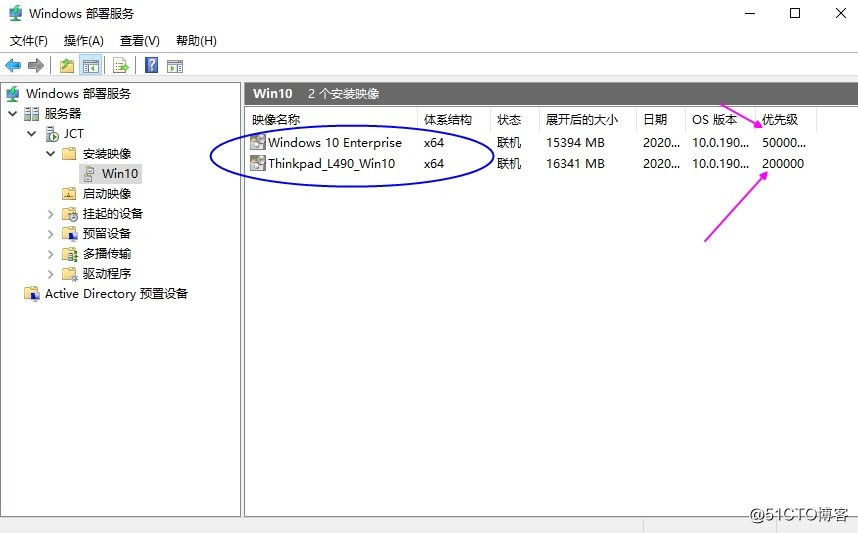 Windows 部署服务
文件(F) 操作(A) 查看(V) 帮助(H)
Windows 部署服务
服务器
JCT
安装映像
Win10
启动映像
挂起的设备
预留设备
多播传输
驱动程序
Active Directory 预置设备
Win10 2 个安装映像
映像名称 体系结构 状态 展开后的大小 日期 OS 版本 优先级
Windows 10 Enterprise x64 联机 15394 MB 2020... 10.0.190... 50000...
Thinkpad_L490_Win10 x64 联机 16341 MB 2020... 10.0.190... 200000
@51CTO博客